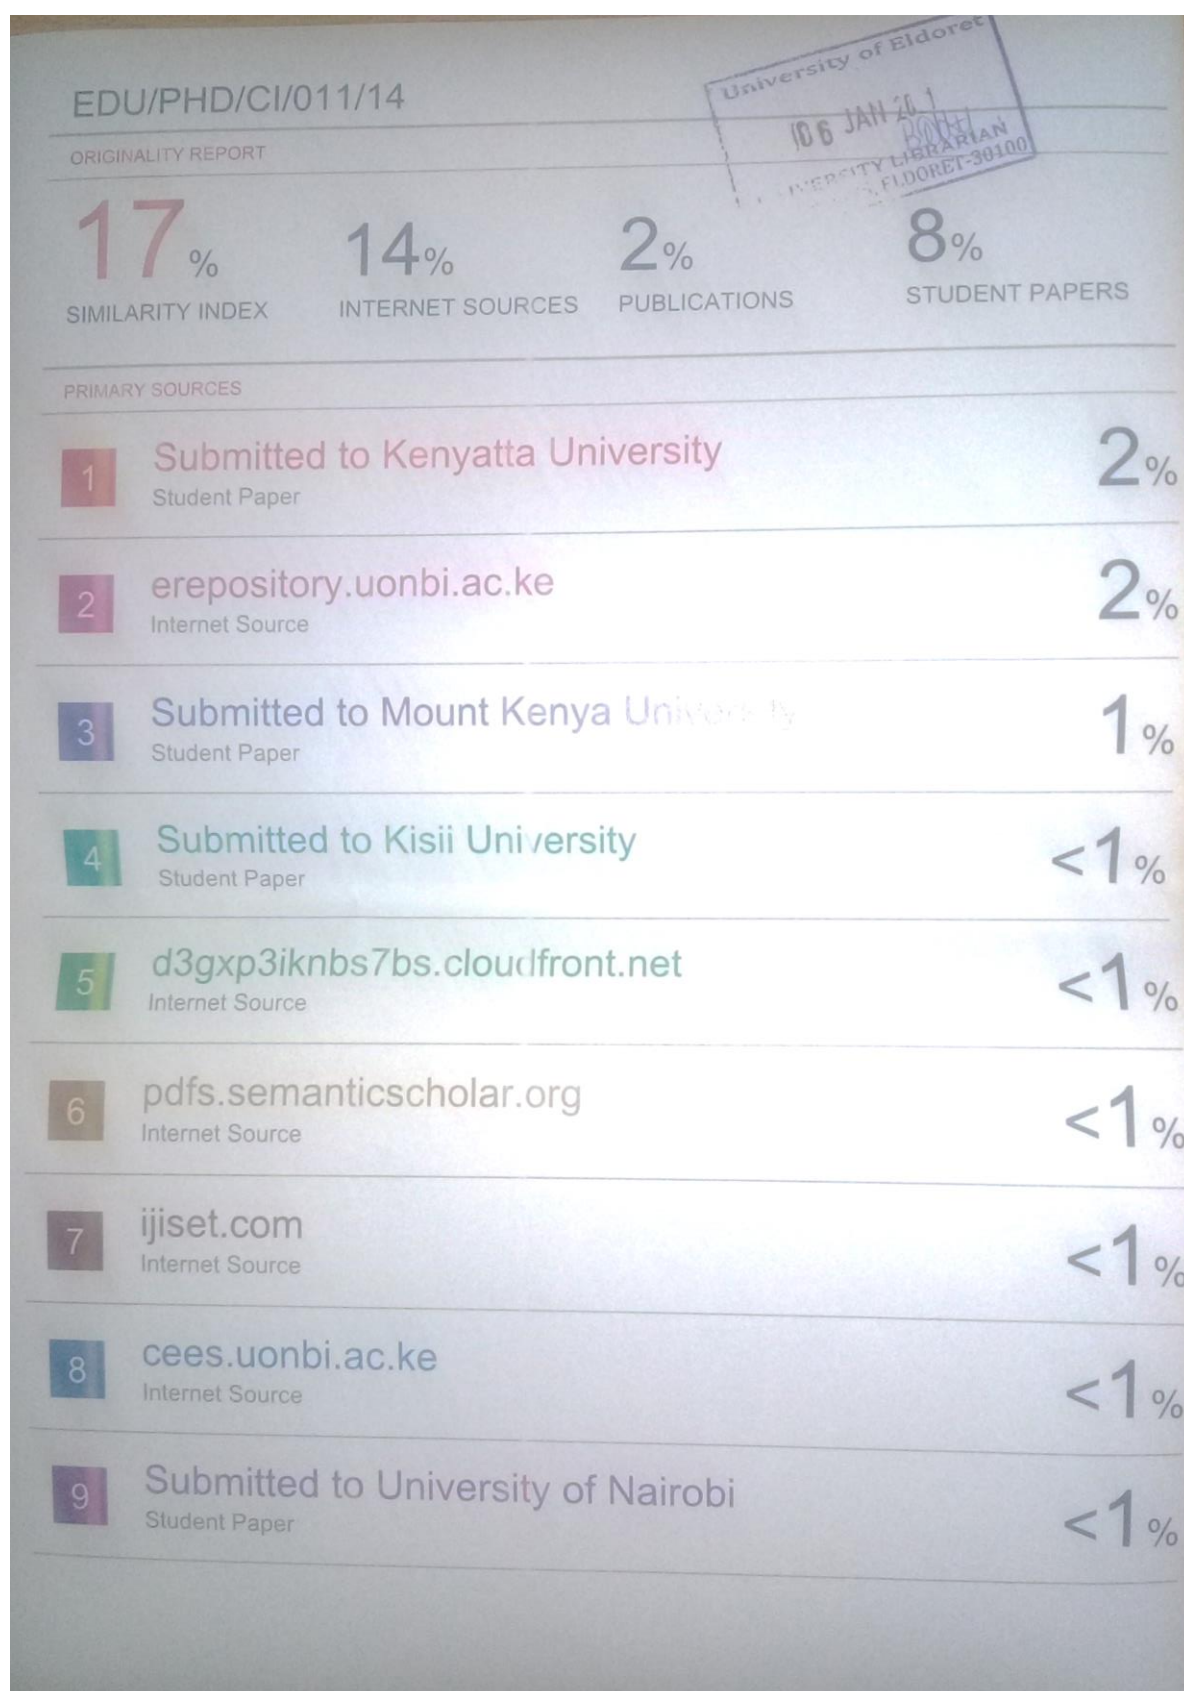 University of Eldoret
EDU/PHD/CI/011/14
06 JAN 20 1
ORIGINALITY REPORT
LIBRARIAN
ELDORET-30100
17% 14% 2% 8%
SIMILARITY INDEX INTERNET SOURCES PUBLICATIONS STUDENT PAPERS
PRIMARY SOURCES
1 Submitted to Kenyatta University 2%
Student Paper
2 erepository.uonbi.ac.ke 2%
Internet Source
3 Submitted to Mount Kenya University 1%
Student Paper
4 Submitted to Kisii University <1%
Student Paper
5 d3gxp3iknbs7bs.cloudfront.net <1%
Internet Source
6 pdfs.semanticscholar.org <1%
Internet Source
7 ijiset.com <1%
Internet Source
8 cees.uonbi.ac.ke <1%
Internet Source
9 Submitted to University of Nairobi <1%
Student Paper